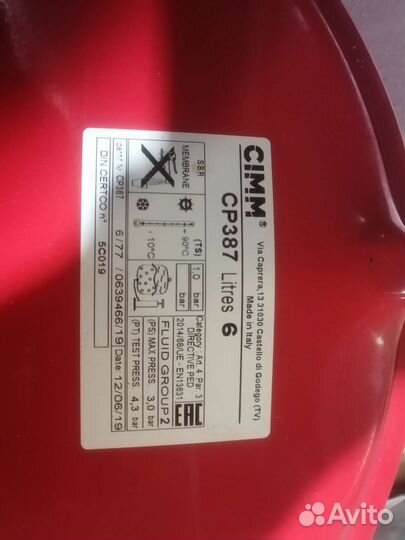 CIMM®
Via Caprera,13 31030 Castello di Godego (TV)
Made in Italy
CP387 Litres 6
SBR
MEMBRANE
- 10°C
+ 90°C
(TS)
1,0
bar
bar
Category - Art. 4 Par 3
DIRECTIVE PED
2014/68/UE - EN13831
FLUID GROUP 2
(PS) MAX PRESS. 3,0 bar
(PT) TEST PRESS. 4,3 bar
EAC
CP387 6/77 /0639466/19 Date 12/06/19
DIN CERTCO n° 5C019
Avito